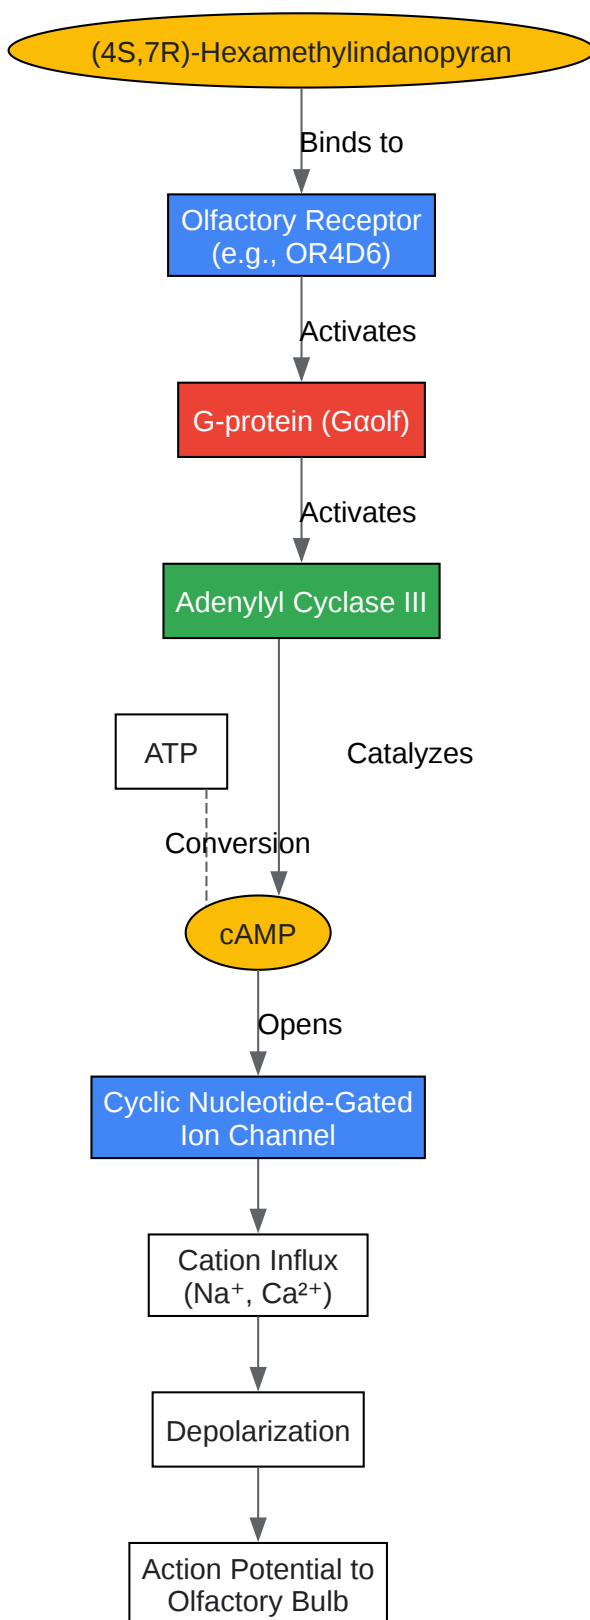 (4S,7R)-Hexamethylindanopyran
Binds to
Olfactory Receptor
(e.g., OR4D6)
Activates
G-protein (Gαolf)
Activates
Adenylyl Cyclase III
ATP
Catalyzes
Conversion
cAMP
Opens
Cyclic Nucleotide-Gated
Ion Channel
Cation Influx
(Na⁺, Ca²⁺)
Depolarization
Action Potential to
Olfactory Bulb